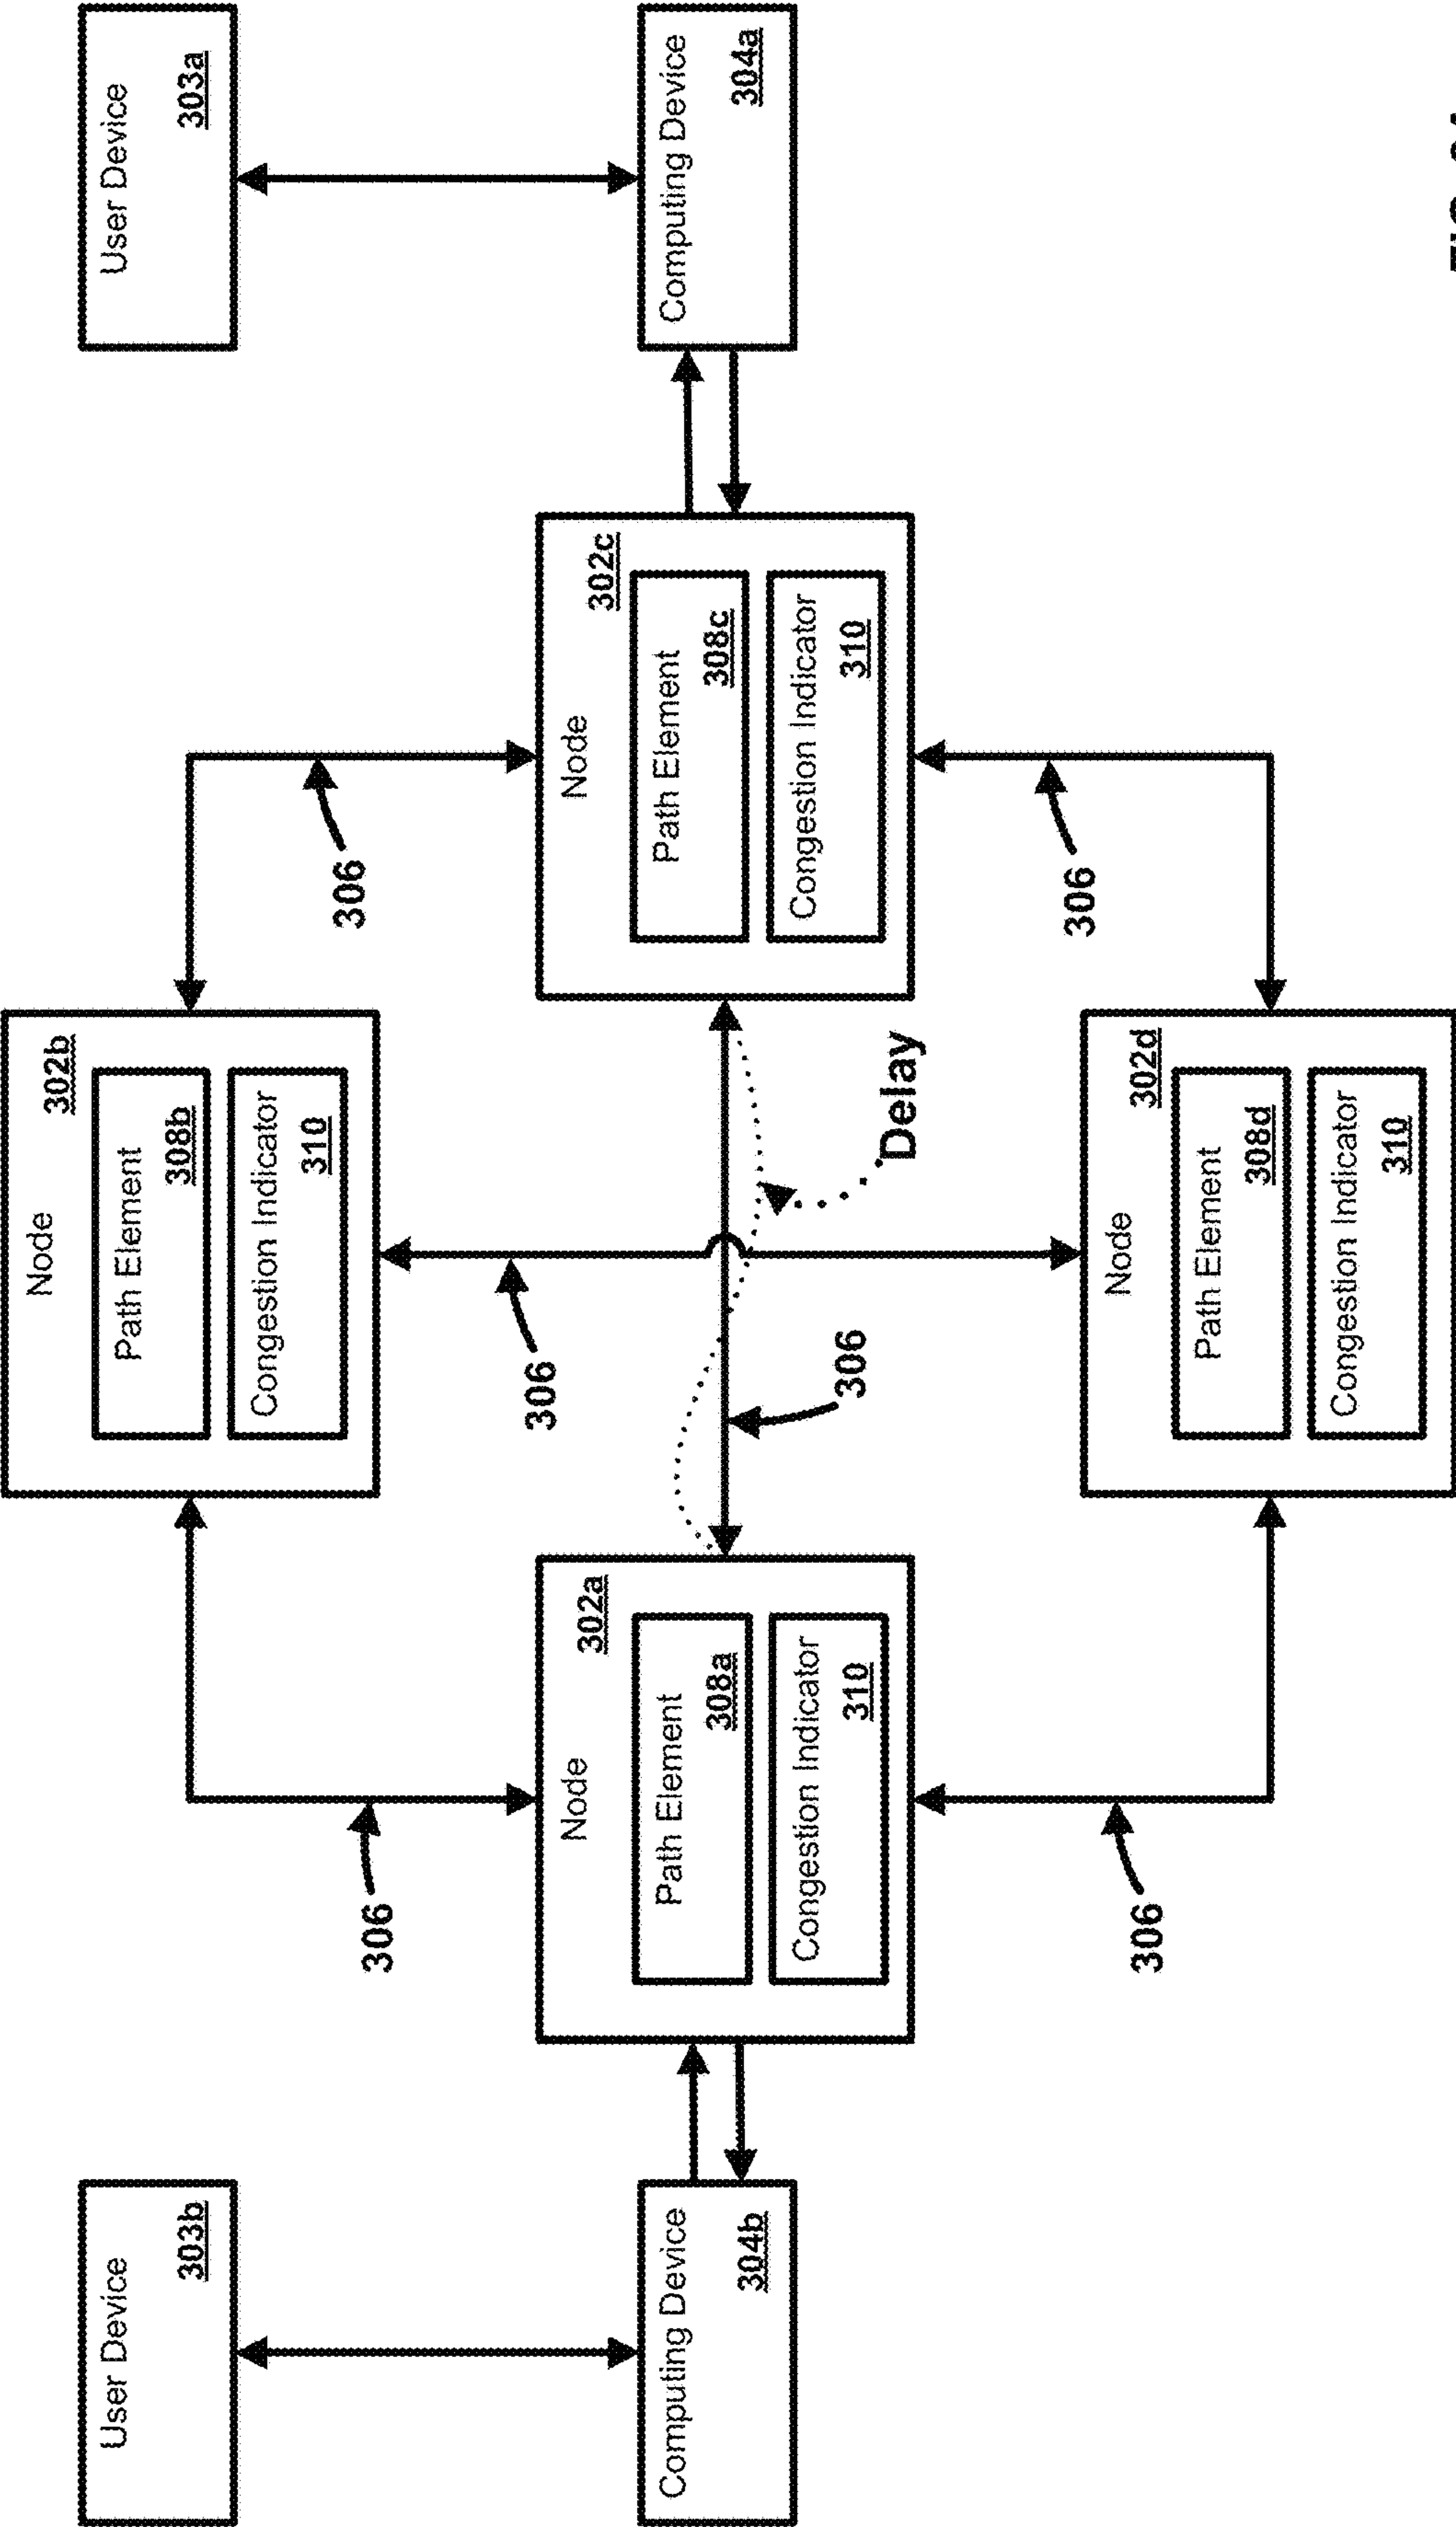 User Device
303b
Computing Device
304b
306
306
Node
302a
Path Element
308a
Congestion Indicator
310
Node
302b
Path Element
308b
Congestion Indicator
310
306
306
Delay
Node
302d
Path Element
308d
Congestion Indicator
310
306
306
Node
302c
Path Element
308c
Congestion Indicator
310
User Device
303a
Computing Device
304a